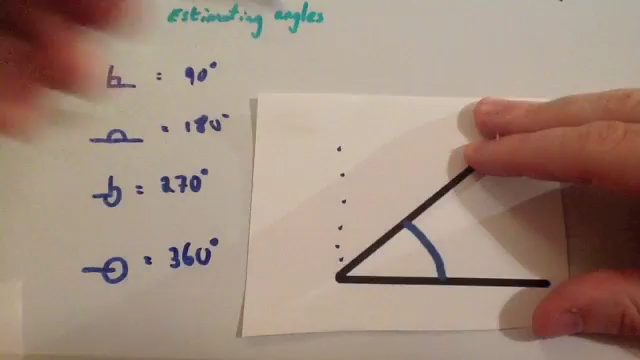 Estimating angles
= 90°
= 180°
= 270°
= 360°